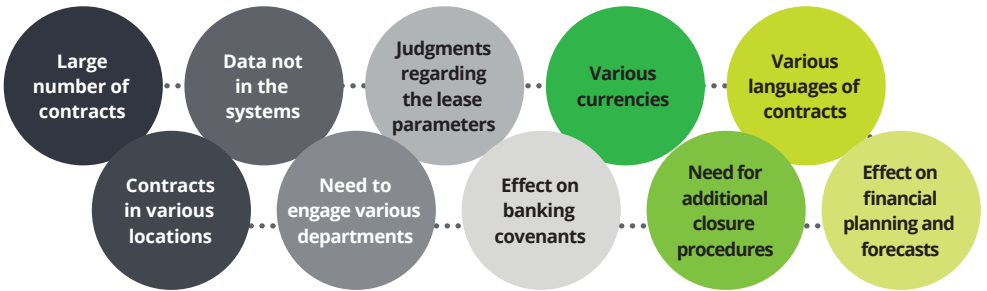 Large
number of
contracts
Data not
in the
systems
Judgments
regarding
the lease
parameters
Various
currencies
Various
languages of
contracts
Contracts
in various
locations
Need to
engage various
departments
Effect on
banking
covenants
Need for
additional
closure
procedures
Effect on
financial
planning and
forecasts